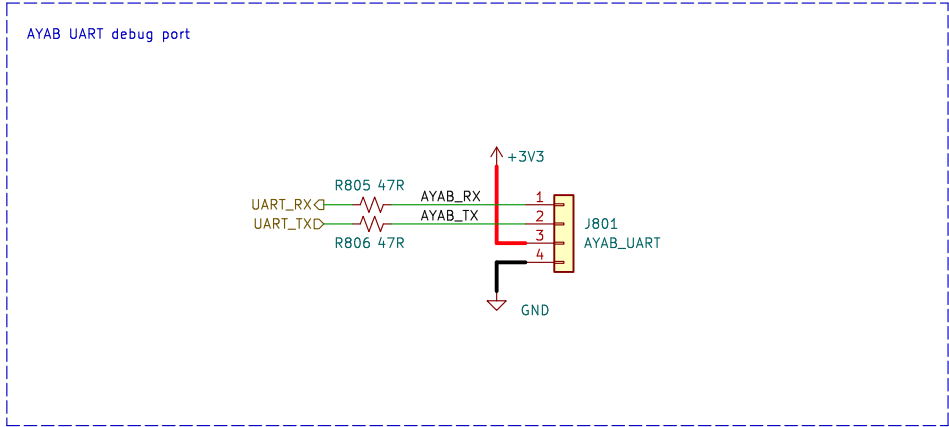 AYAB UART debug port
+3V3
R805 47R
UART_RX
AYAB_RX
1
UART_TX
AYAB_TX
2
J801
R806 47R
3
AYAB_UART
4
GND